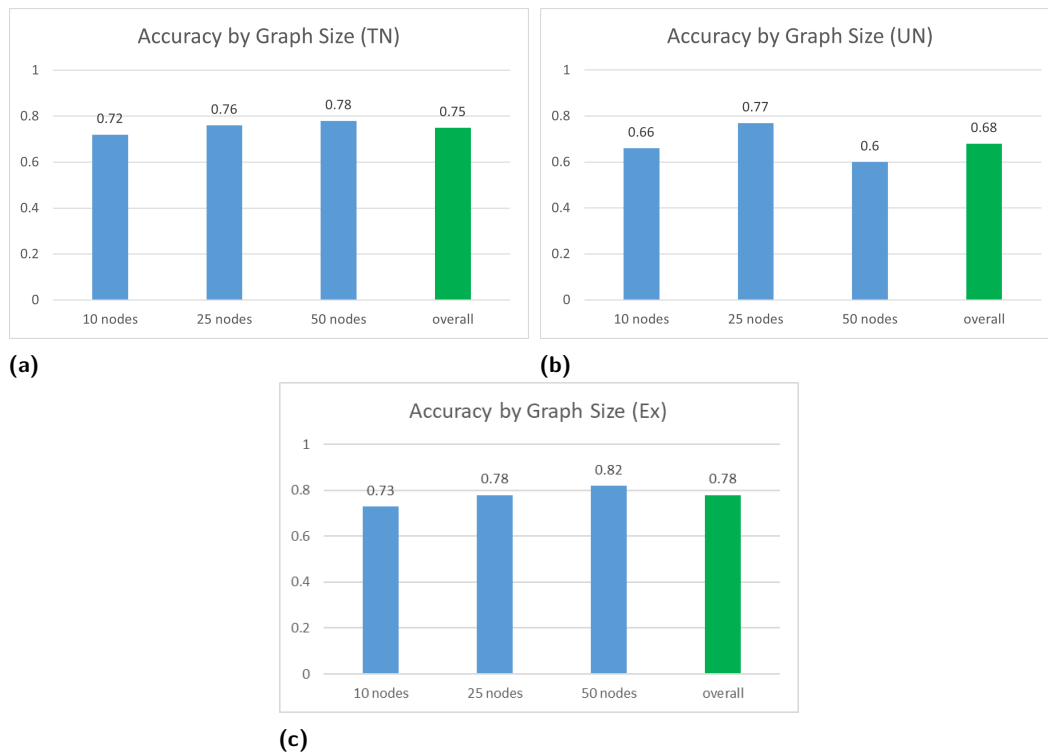 Accuracy by Graph Size (TN)
1
0.8
0.6
0.4
0.2
0
0.72
0.76
0.78
0.75
10 nodes
25 nodes
50 nodes
overall
(a)
Accuracy by Graph Size (UN)
1
0.8
0.6
0.4
0.2
0
0.66
0.77
0.6
0.68
10 nodes
25 nodes
50 nodes
overall
(b)
Accuracy by Graph Size (Ex)
1
0.8
0.6
0.4
0.2
0
0.73
0.78
0.82
0.78
10 nodes
25 nodes
50 nodes
overall
(c)